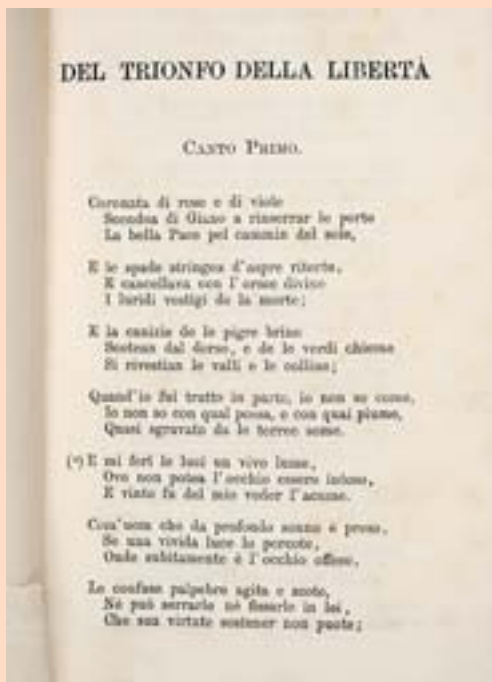 DEL TRIONFO DELLA LIBERTÀ
CANTO PRIMO.
Coronata di rose e di viole
Scendea di Giano a rinserrar le porte
La bella Pace pel cammin del sole,
E le spade stringea d'aspre ritorte,
E cancellava con l'orme divine
I luridi vestigi de la morte;
E la canizie de le pigre brine
Scotean dal dorso, e de le verdi chiome
Si rivestian le valli e le colline;
Quand'io fui tratto in parte, io non so come,
Io non so con qual possa, o con quai piume,
Quasi sgravato da le terree some.
(a) E mi ferì le luci un vivo lume,
Ove non potea l'occhio essere inteso,
E vinto fu del mio veder l'acume.
Com'uom che da profondo sonno è preso,
Se una vivida luce lo percote,
Onde subitamente è l'occhio offeso,
Le confuse palpebre agita e scote,
Nè può serrarle nè fissarle in lei,
Che sua virtute sostener non puote;